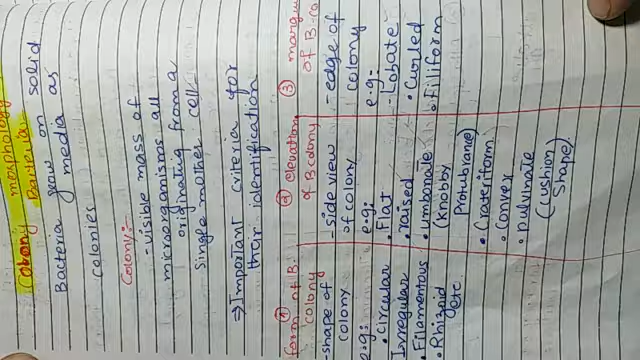 Colony morphology
Bacteria
Bacteria grow on solid
media as
colonies
Colony:-
- visible mass of
microorganisms all
originating from a
single mother cell
⇒ Important criteria for
their identification
① form of B.
colony
- shape of
colony
e.g:
• Circular
Irregular
• Filamentous
• Rhizoid
etc
② elevation
of B.colony
- side view
of colony
e.g:
• Flat
• raised
• umbonate
(knobby
Protubrance)
• Crateriform
• Convex
• pulvinate
(cushion
Shape)
③
of B.co
- edge of
colony
e.g:-
- Lobate
• Curled
• Filiform